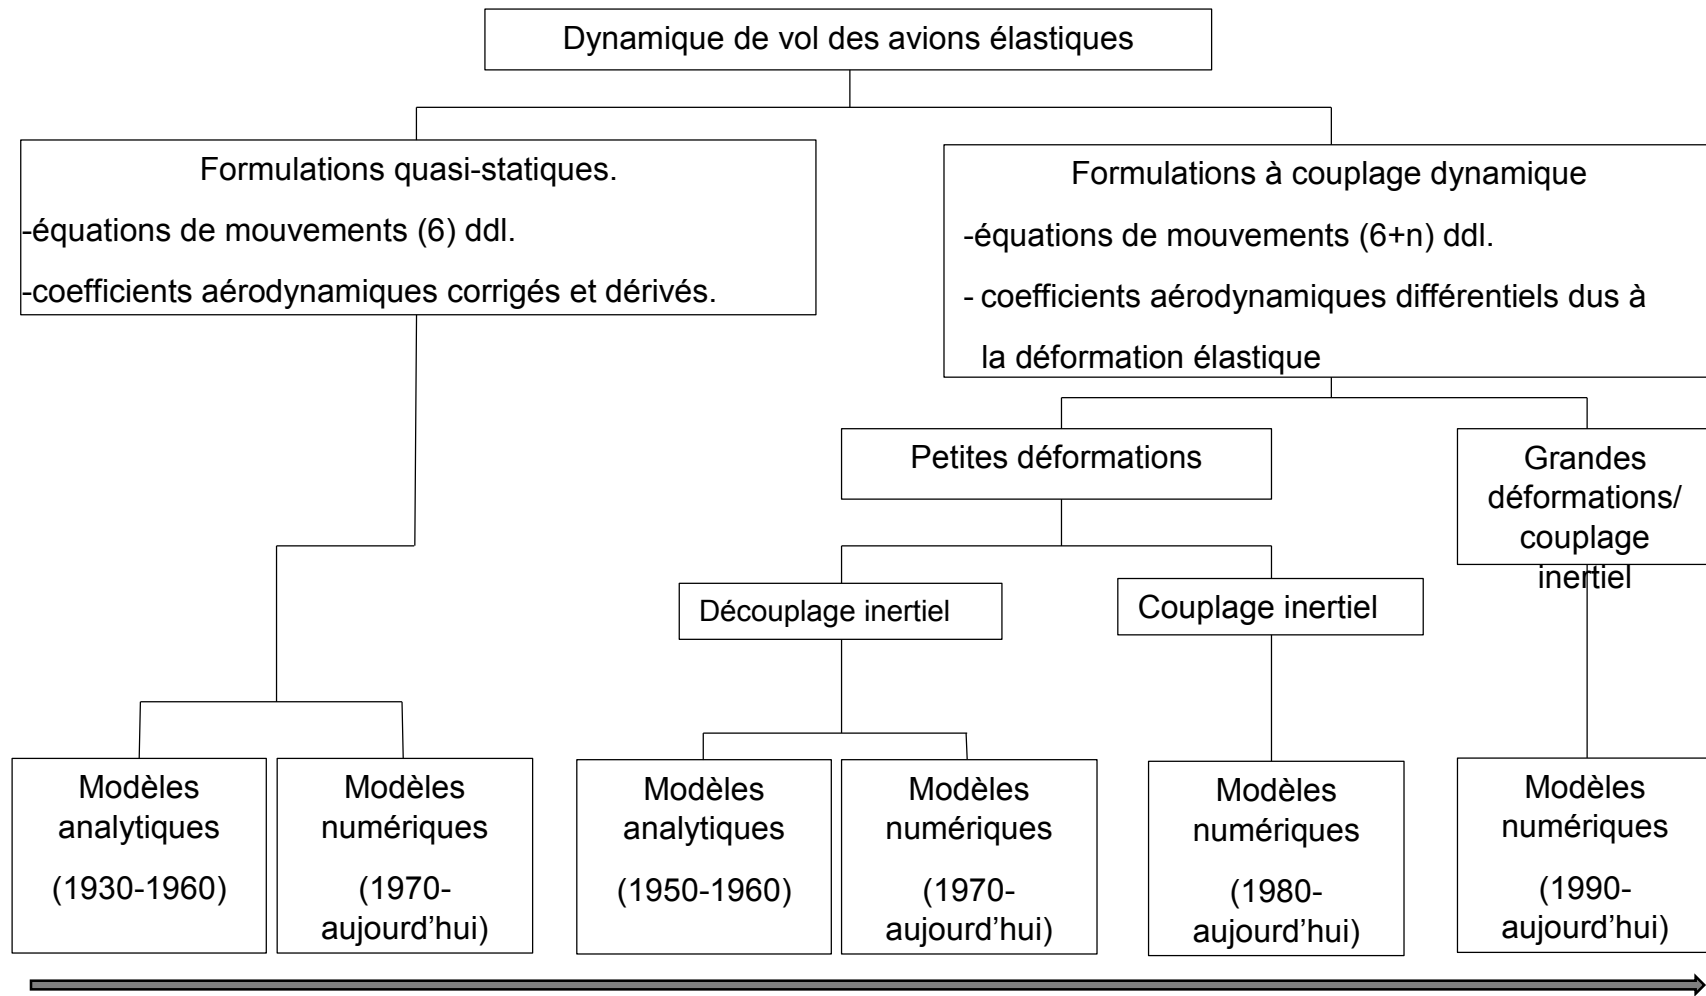 Dynamique de vol des avions élastiques
Formulations quasi-statiques.
-équations de mouvements (6) ddl.
-coefficients aérodynamiques corrigés et dérivés.
Formulations à couplage dynamique
-équations de mouvements (6+n) ddl.
- coefficients aérodynamiques différentiels dus à
la déformation élastique
Petites déformations
Grandes
déformations/
couplage
inertiel
Découplage inertiel
Couplage inertiel
Modèles
analytiques
(1930-1960)
Modèles
numériques
(1970-
aujourd’hui)
Modèles
analytiques
(1950-1960)
Modèles
numériques
(1970-
aujourd’hui)
Modèles
numériques
(1980-
aujourd’hui)
Modèles
numériques
(1990-
aujourd’hui)